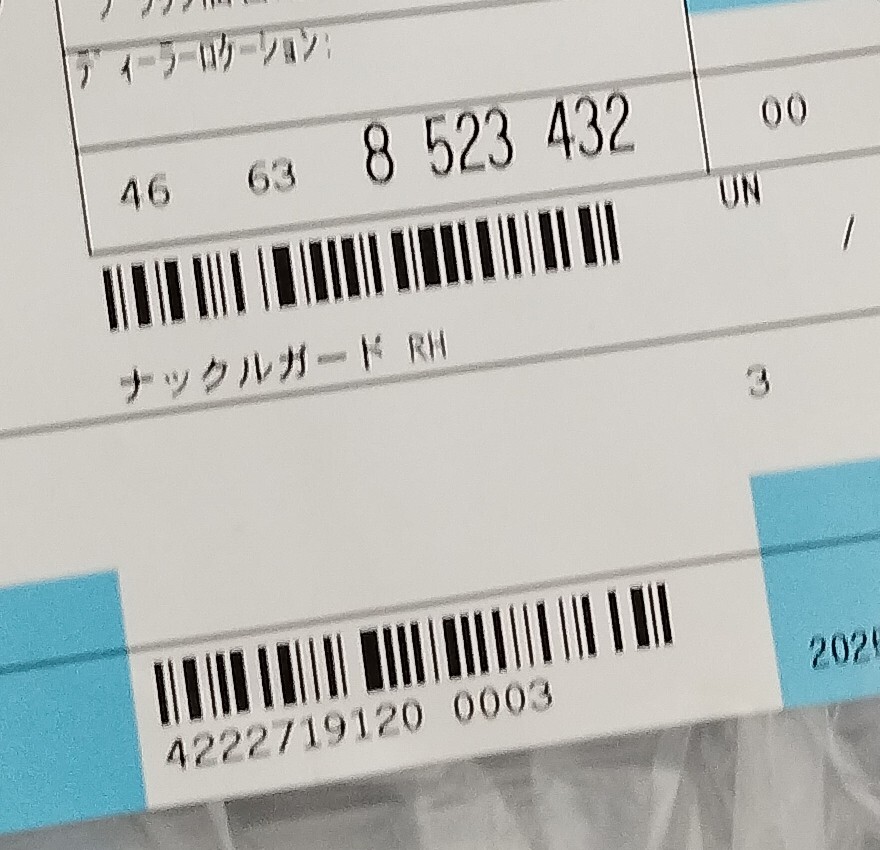 ディーラーロケーション:
46 63 8 523 432 00
UN
/
ナックルガード RH
3
4222719120 0003